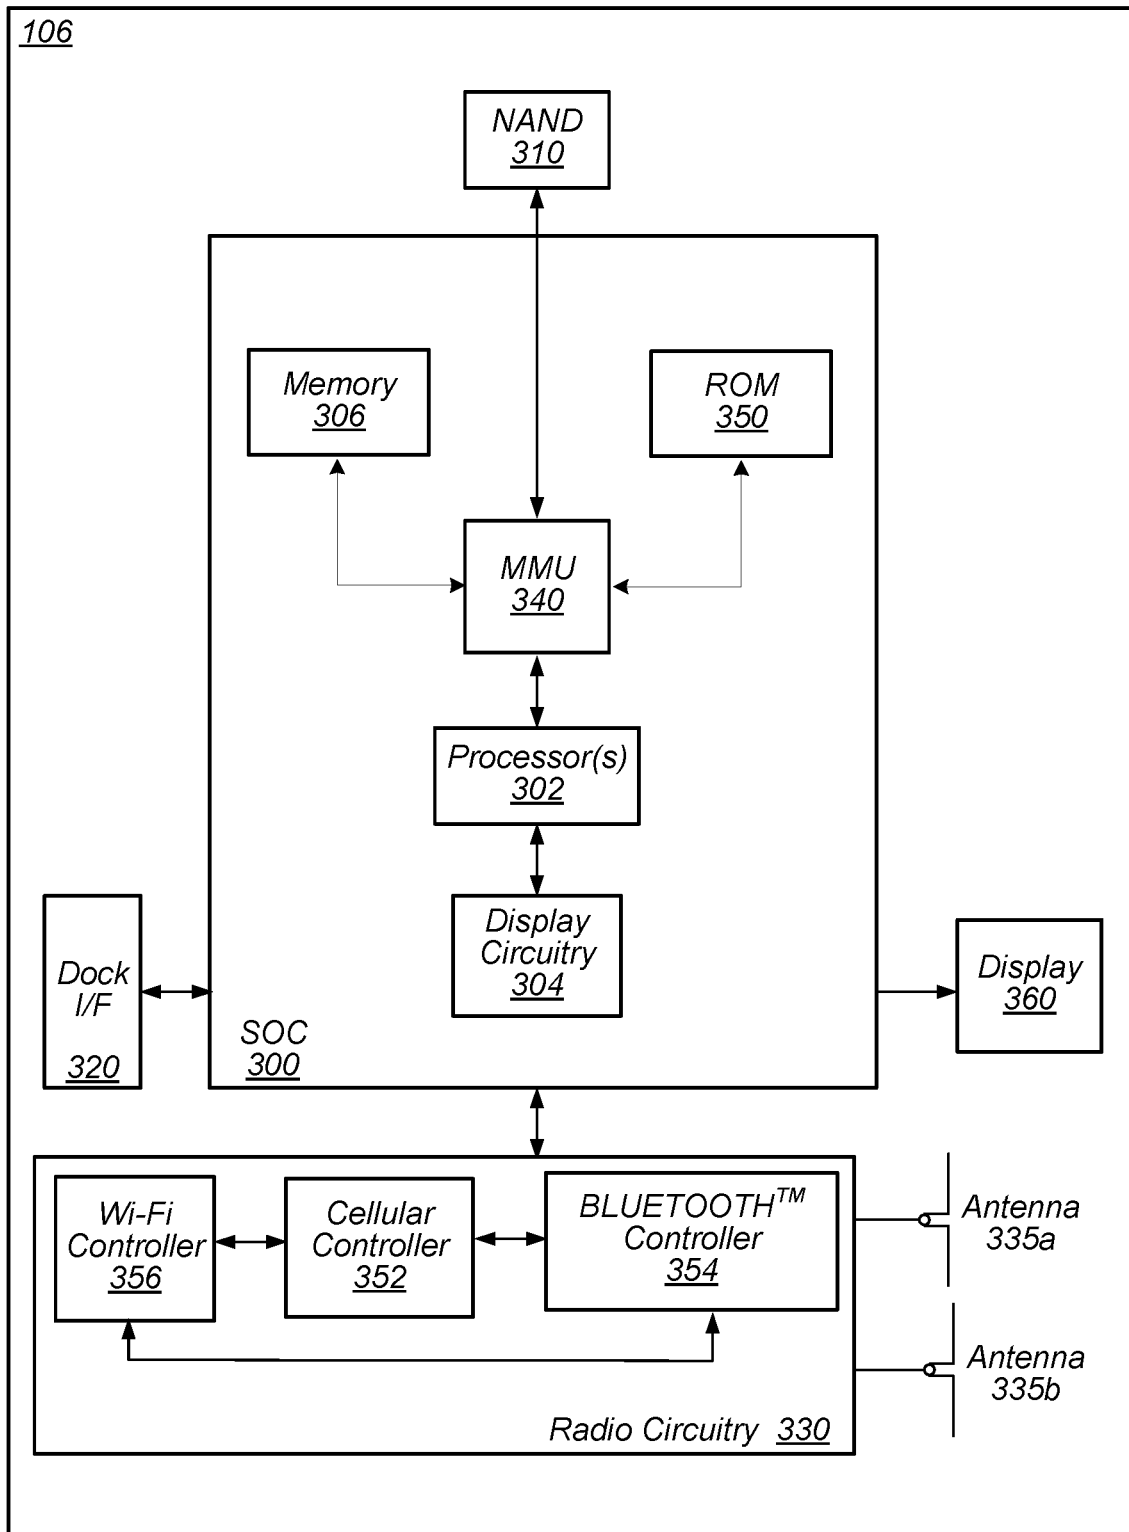 106
NAND
310
Memory
306
ROM
350
MMU
340
Processor(s)
302
Display
Circuitry
304
Dock
I/F
320
SOC
300
Display
360
Wi-Fi
Controller
356
Cellular
Controller
352
BLUETOOTH™
Controller
354
Antenna
335a
Antenna
335b
Radio Circuitry 330